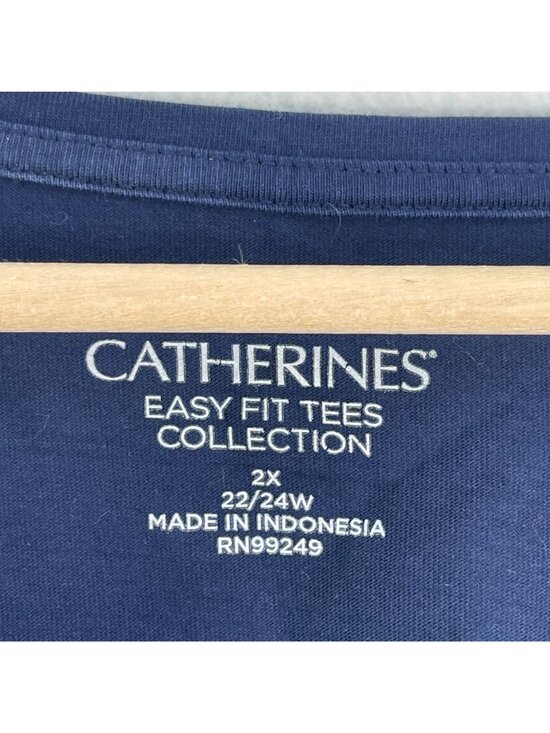 CATHERINES®
EASY FIT TEES
COLLECTION
2X
22/24W
MADE IN INDONESIA
RN99249